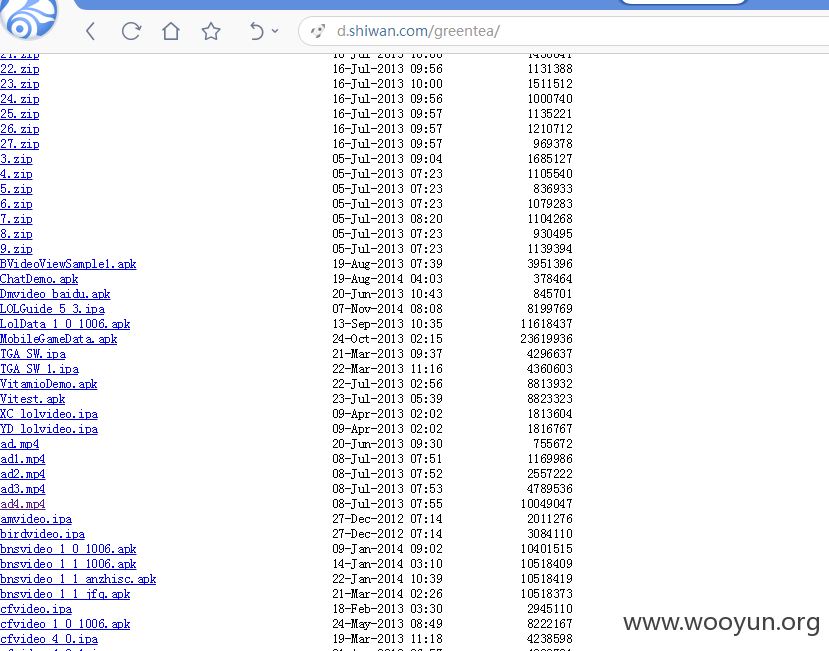 d.shiwan.com/greentea/
22.zip 16-Jul-2013 09:56 1131388
23.zip 16-Jul-2013 10:00 1511512
24.zip 16-Jul-2013 09:56 1000740
25.zip 16-Jul-2013 09:57 1135221
26.zip 16-Jul-2013 09:57 1210712
27.zip 16-Jul-2013 09:57 969378
3.zip 05-Jul-2013 09:04 1685127
4.zip 05-Jul-2013 07:23 1105540
5.zip 05-Jul-2013 07:23 836933
6.zip 05-Jul-2013 07:23 1079283
7.zip 05-Jul-2013 08:20 1104268
8.zip 05-Jul-2013 07:23 930495
9.zip 05-Jul-2013 07:23 1139394
BVideoViewSample1.apk 19-Aug-2013 07:39 3951396
ChatDemo.apk 19-Aug-2014 04:03 378464
Dmvideo_baidu.apk 20-Jun-2013 10:43 845701
LOLGuide_5_3.ipa 07-Nov-2014 08:08 8199769
LolData_1_0_1006.apk 13-Sep-2013 10:35 11618437
MobileGameData.apk 24-Oct-2013 02:15 23619936
TGA_SW.ipa 21-Mar-2013 09:37 4296637
TGA_SW_1.ipa 22-Mar-2013 11:16 4360603
VitamioDemo.apk 22-Jul-2013 02:56 8813932
Vitest.apk 23-Jul-2013 05:39 8823323
XC_lolvideo.ipa 09-Apr-2013 02:02 1813604
YD_lolvideo.ipa 09-Apr-2013 02:02 1816767
ad.mp4 20-Jun-2013 09:30 755672
ad1.mp4 08-Jul-2013 07:51 1169986
ad2.mp4 08-Jul-2013 07:52 2557222
ad3.mp4 08-Jul-2013 07:53 4789536
ad4.mp4 08-Jul-2013 07:55 10049047
amvideo.ipa 27-Dec-2012 07:14 2011276
birdvideo.ipa 27-Dec-2012 07:14 3084110
bnsvideo_1_0_1006.apk 09-Jan-2014 09:02 10401515
bnsvideo_1_1_1006.apk 14-Jan-2014 03:10 10518409
bnsvideo_1_1_anzhisc.apk 22-Jan-2014 10:39 10518419
bnsvideo_1_1_jfq.apk 21-Mar-2014 02:26 10518373
cfvideo.ipa 18-Feb-2013 03:30 2945110
cfvideo_1_0_1006.apk 24-May-2013 08:49 8222167
cfvideo_4_0.ipa 19-Mar-2013 11:18 4238598
www.wooyun.org